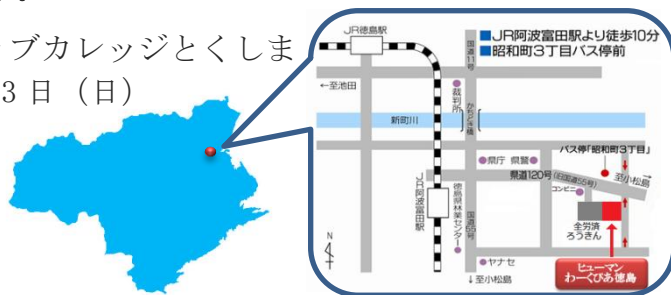 ブカレッジとくしま
3 日 （日）
■JR阿波富田駅より徒歩10分
■昭和町3丁目バス停前
JR徳島駅
国道11号
←至池田
裁判所
かちどき橋
新町川
バス停「昭和町3丁目」
県庁 県警
県道120号(旧国道55号)
至小松島
コンビニ
JR阿波富田駅
徳島県林業センター
国道55号
全労済
ろうきん
N
4
ヤナセ
↓至小松島
ヒューマン
わーくぴあ徳島